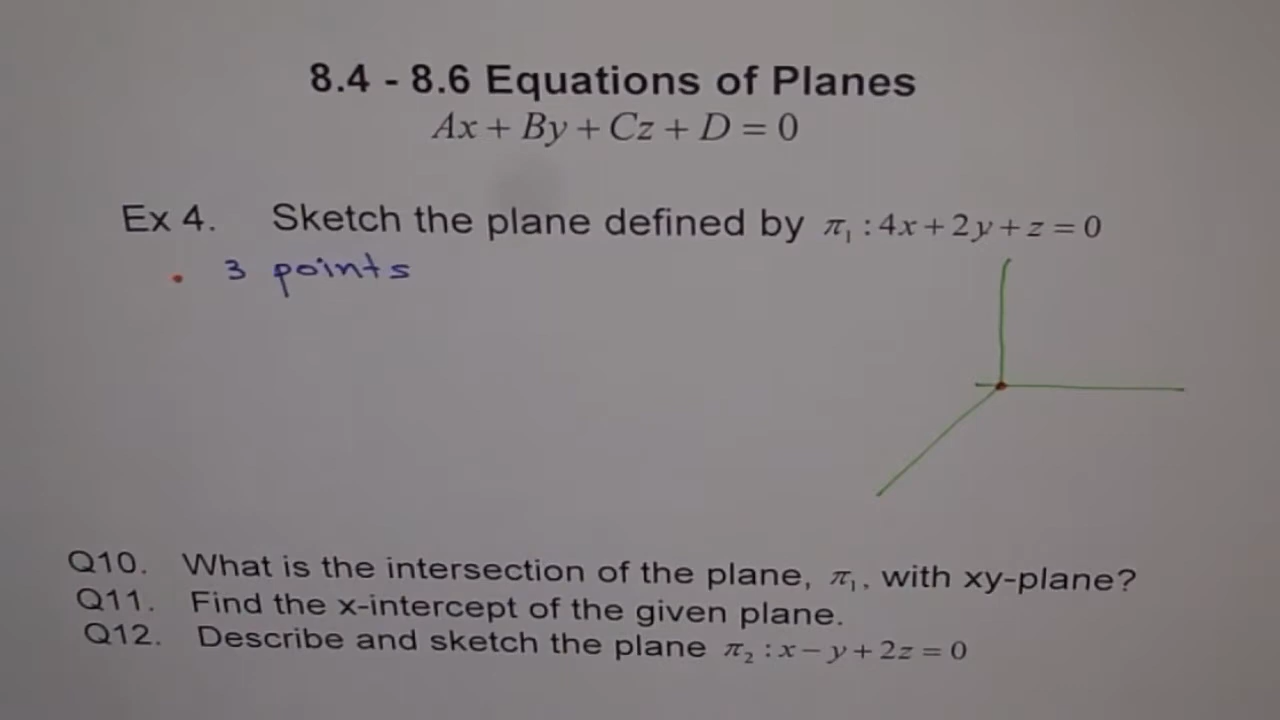 8.4 - 8.6 Equations of Planes
Ax + By + Cz + D = 0
Ex 4. Sketch the plane defined by π₁ : 4x + 2y + z = 0
3 points
Q10. What is the intersection of the plane, π₁, with xy-plane?
Q11. Find the x-intercept of the given plane.
Q12. Describe and sketch the plane π₂ : x − y + 2z = 0